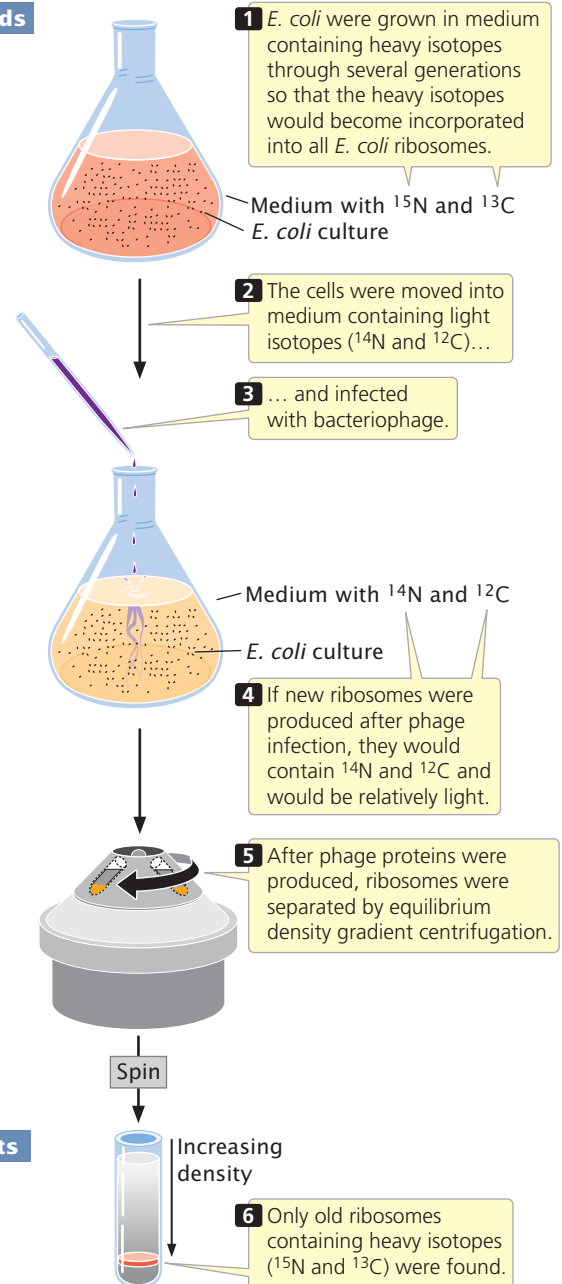 ds
1 E. coli were grown in medium
containing heavy isotopes
through several generations
so that the heavy isotopes
would become incorporated
into all E. coli ribosomes.
Medium with ¹⁵N and ¹³C
E. coli culture
2 The cells were moved into
medium containing light
isotopes (¹⁴N and ¹²C)…
3 … and infected
with bacteriophage.
Medium with ¹⁴N and ¹²C
E. coli culture
4 If new ribosomes were
produced after phage
infection, they would
contain ¹⁴N and ¹²C and
would be relatively light.
5 After phage proteins were
produced, ribosomes were
separated by equilibrium
density gradient centrifugation.
Spin
ts
Increasing
density
6 Only old ribosomes
containing heavy isotopes
(¹⁵N and ¹³C) were found.